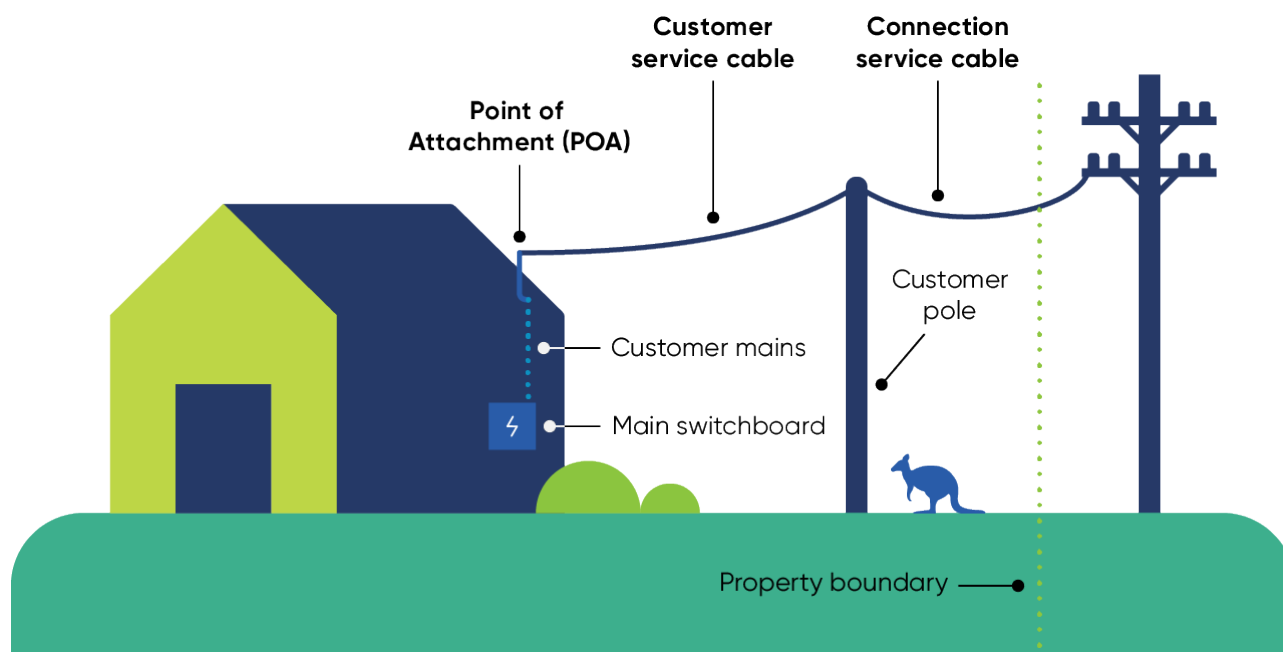 Customer
service cable
Connection
service cable
Point of
Attachment (POA)
Customer
pole
Customer mains
Main switchboard
Property boundary